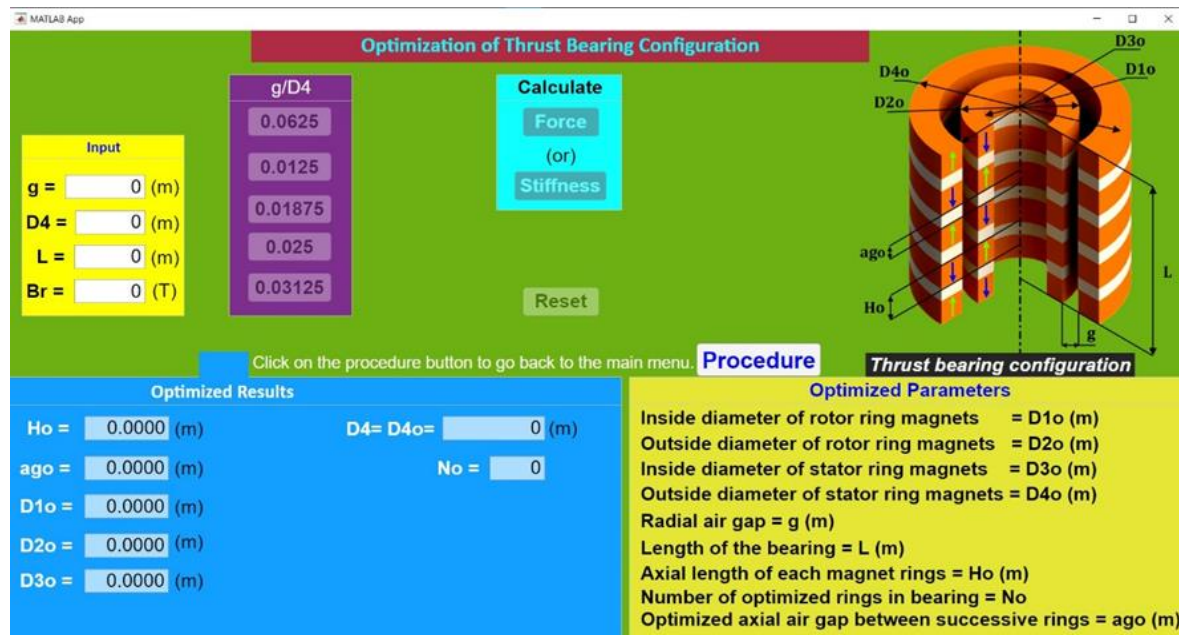 MATLAB App
Optimization of Thrust Bearing Configuration
Input
g = 0 (m)
D4 = 0 (m)
L = 0 (m)
Br = 0 (T)
g/D4
0.0625
0.0125
0.01875
0.025
0.03125
Calculate
Force
(or)
Stiffness
Reset
D3o
D4o
D1o
D2o
ago
L
Ho
g
Thrust bearing configuration
Click on the procedure button to go back to the main menu. Procedure
Optimized Results
Ho = 0.0000 (m)
D4= D4o= 0 (m)
ago = 0.0000 (m)
No = 0
D1o = 0.0000 (m)
D2o = 0.0000 (m)
D3o = 0.0000 (m)
Optimized Parameters
Inside diameter of rotor ring magnets = D1o (m)
Outside diameter of rotor ring magnets = D2o (m)
Inside diameter of stator ring magnets = D3o (m)
Outside diameter of stator ring magnets = D4o (m)
Radial air gap = g (m)
Length of the bearing = L (m)
Axial length of each magnet rings = Ho (m)
Number of optimized rings in bearing = No
Optimized axial air gap between successive rings = ago (m)